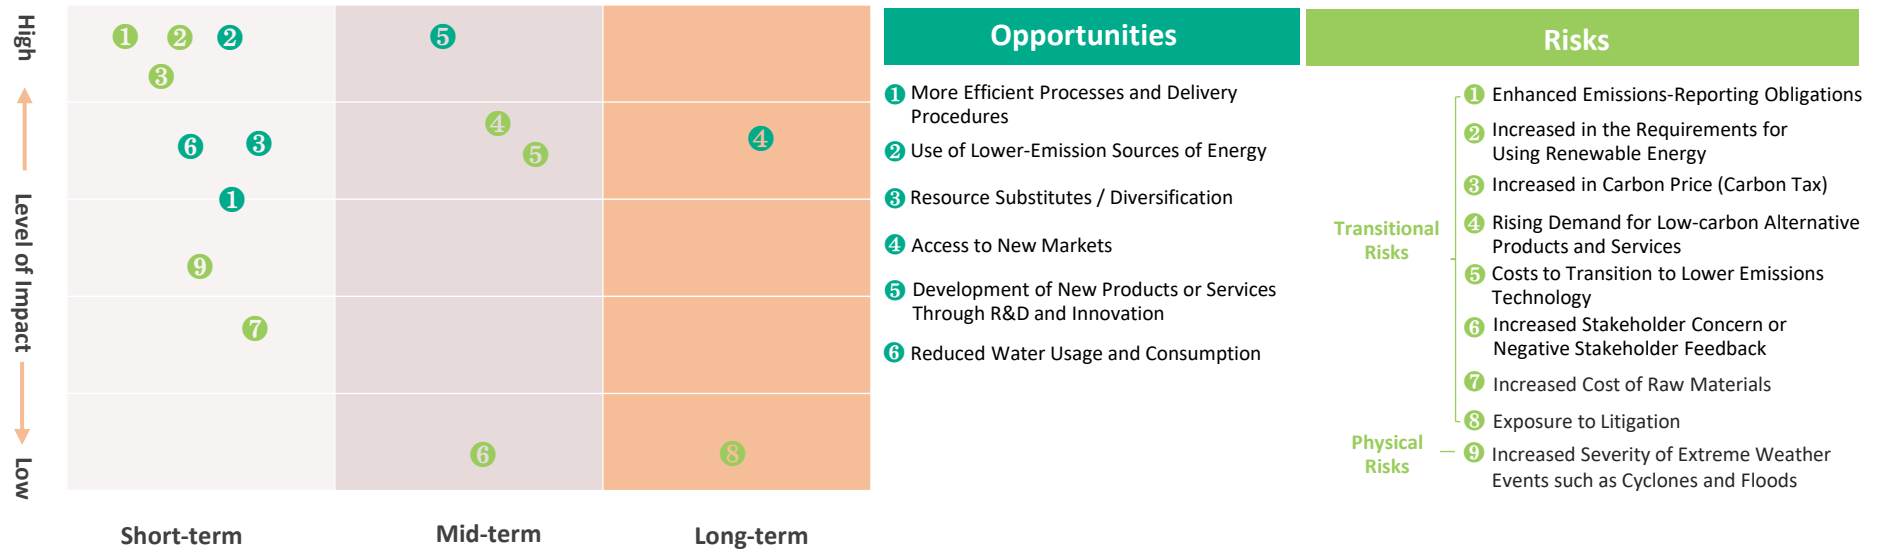 High
Level of Impact
Low
1
2
2
3
6
3
1
9
7
5
4
5
6
4
8
Short-term
Mid-term
Long-term
Opportunities
1 More Efficient Processes and Delivery
Procedures
2 Use of Lower-Emission Sources of Energy
3 Resource Substitutes / Diversification
4 Access to New Markets
5 Development of New Products or Services
Through R&D and Innovation
6 Reduced Water Usage and Consumption
Risks
Transitional
Risks
1 Enhanced Emissions-Reporting Obligations
2 Increased in the Requirements for
Using Renewable Energy
3 Increased in Carbon Price (Carbon Tax)
4 Rising Demand for Low-carbon Alternative
Products and Services
5 Costs to Transition to Lower Emissions
Technology
6 Increased Stakeholder Concern or
Negative Stakeholder Feedback
7 Increased Cost of Raw Materials
8 Exposure to Litigation
Physical
Risks
9 Increased Severity of Extreme Weather
Events such as Cyclones and Floods